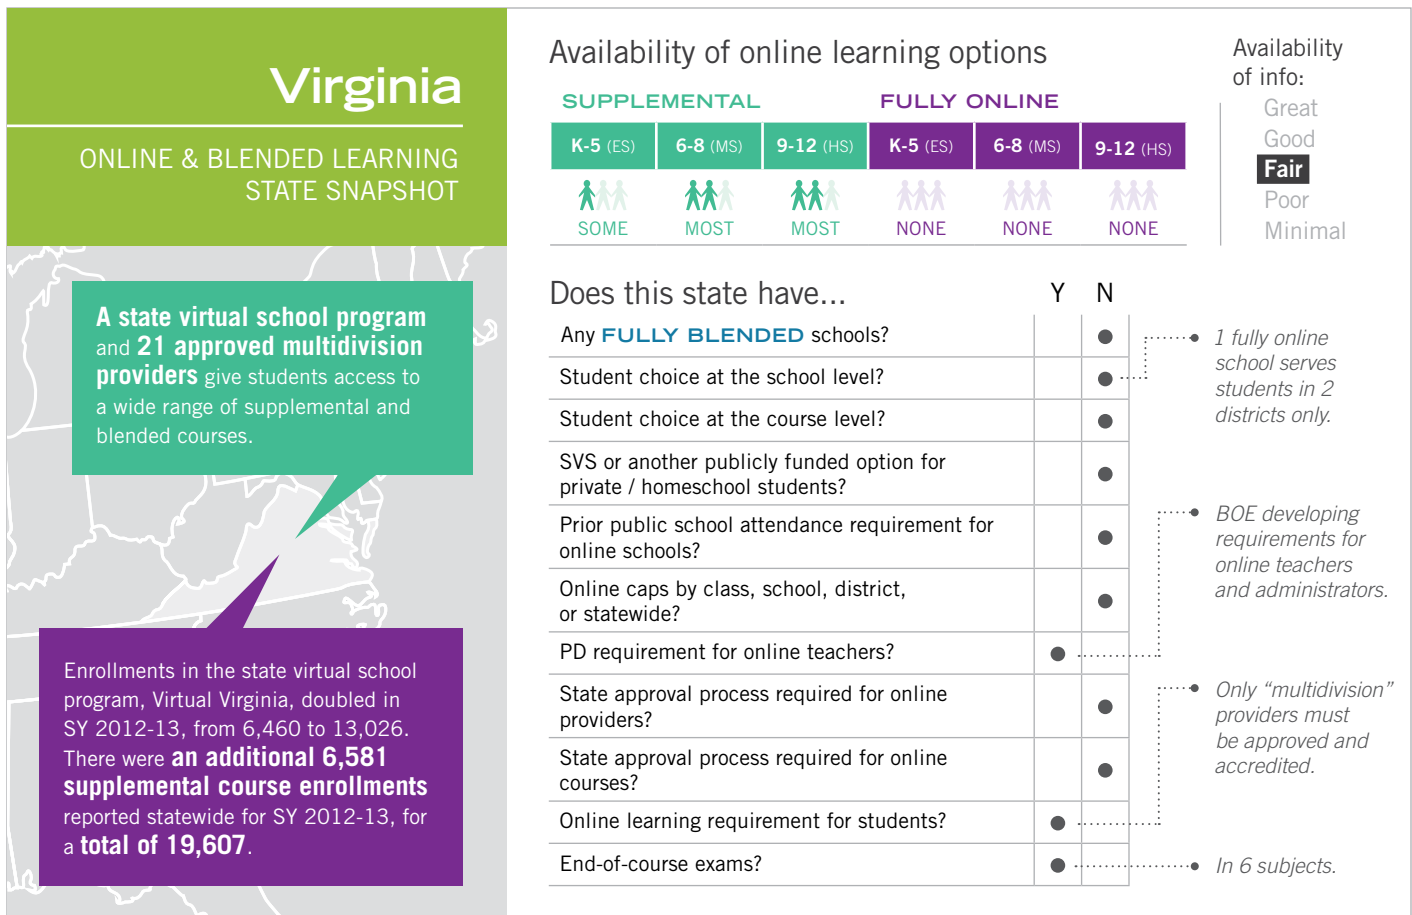 Virginia
ONLINE & BLENDED LEARNING
STATE SNAPSHOT
A state virtual school program
and 21 approved multidivision
providers give students access to
a wide range of supplemental and
blended courses.
Enrollments in the state virtual school
program, Virtual Virginia, doubled in
SY 2012-13, from 6,460 to 13,026.
There were an additional 6,581
supplemental course enrollments
reported statewide for SY 2012-13, for
a total of 19,607.
Availability of online learning options
SUPPLEMENTAL FULLY ONLINE
K-5 (ES) 6-8 (MS) 9-12 (HS) K-5 (ES) 6-8 (MS) 9-12 (HS)
SOME MOST MOST NONE NONE NONE
Availability
of info:
Great
Good
Fair
Poor
Minimal
Does this state have... Y N
Any FULLY BLENDED schools?
Student choice at the school level?
Student choice at the course level?
SVS or another publicly funded option for
private / homeschool students?
Prior public school attendance requirement for
online schools?
Online caps by class, school, district,
or statewide?
PD requirement for online teachers?
State approval process required for online
providers?
State approval process required for online
courses?
Online learning requirement for students?
End-of-course exams?
1 fully online
school serves
students in 2
districts only.
BOE developing
requirements for
online teachers
and administrators.
Only “multidivision”
providers must
be approved and
accredited.
In 6 subjects.